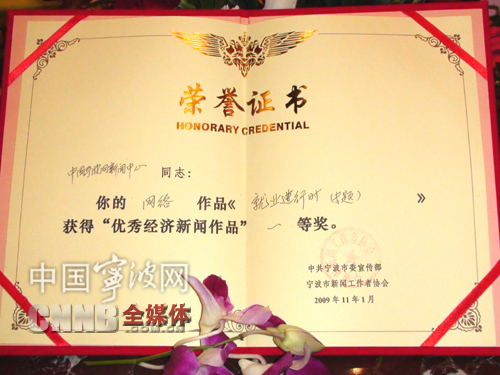 荣誉证书
HONORARY CREDENTIAL
中国宁波网新闻中心 同志：
你的 网络 作品《 就业进行时（专题） 》
获得“优秀经济新闻作品” 一 等奖。
中共宁波市委宣传部
宁波市新闻工作者协会
2009年11月1日
中国宁波网
CNNB 全媒体
.com.cn